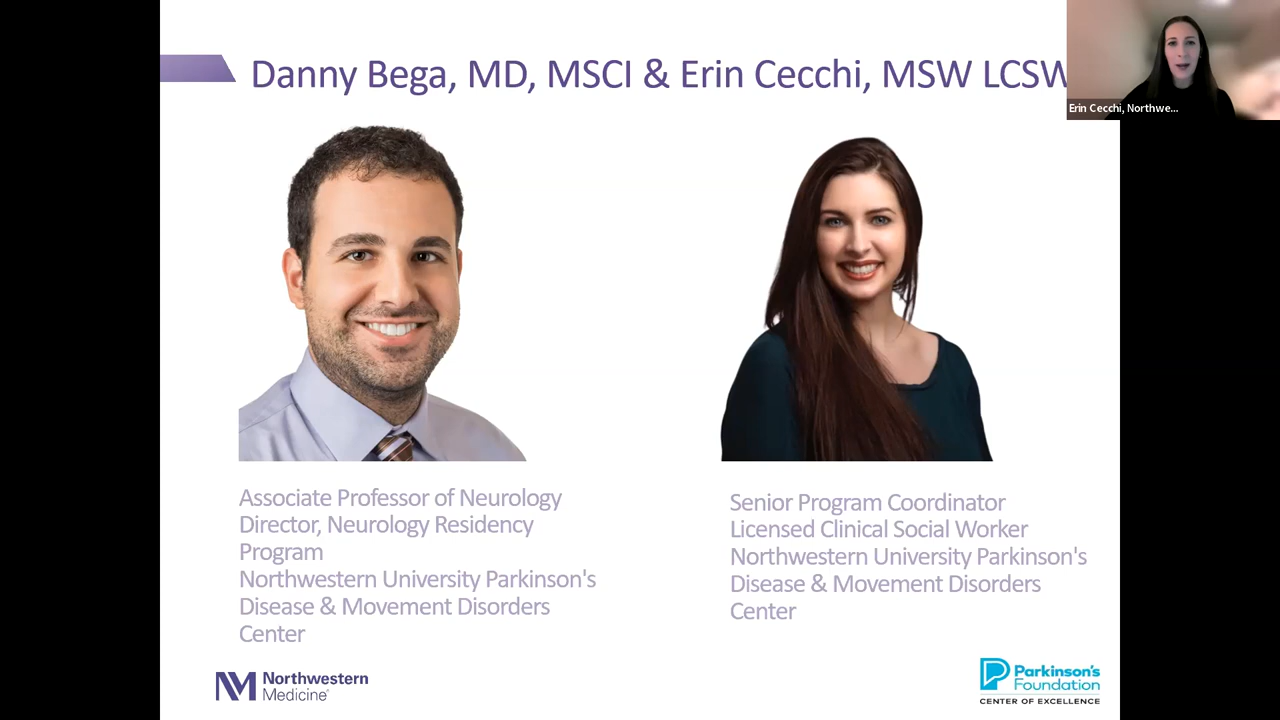 Danny Bega, MD, MSCI & Erin Cecchi, MSW LCSW
Erin Cecchi, Northwe...
Associate Professor of Neurology
Director, Neurology Residency
Program
Northwestern University Parkinson's
Disease & Movement Disorders
Center
Senior Program Coordinator
Licensed Clinical Social Worker
Northwestern University Parkinson's
Disease & Movement Disorders
Center
NM Northwestern
Medicine®
Parkinson's
Foundation
CENTER OF EXCELLENCE